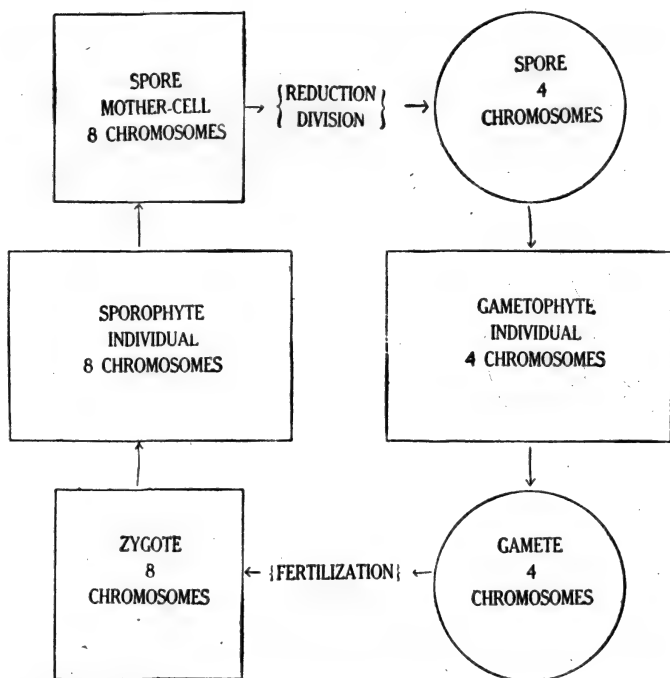 SPORE
MOTHER-CELL
8 CHROMOSOMES
REDUCTION
DIVISION
SPORE
4
CHROMOSOMES
SPOROPHYTE
INDIVIDUAL
8 CHROMOSOMES
GAMETOPHYTE
INDIVIDUAL
4 CHROMOSOMES
ZYGOTE
8
CHROMOSOMES
FERTILIZATION
GAMETE
4
CHROMOSOMES